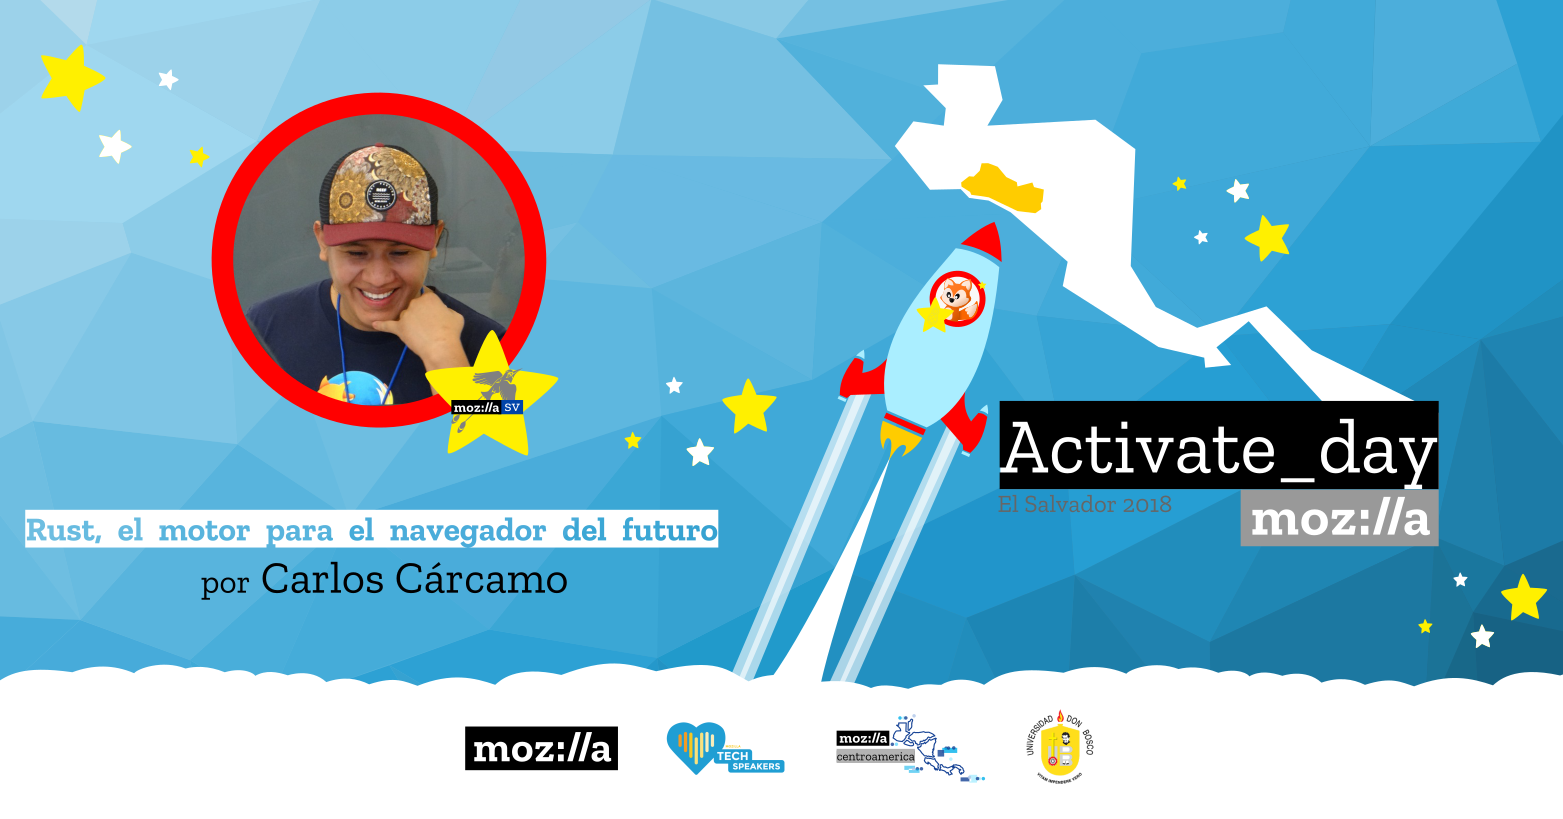 moz://a SV
Rust, el motor para el navegador del futuro
por Carlos Cárcamo
Activate_day
El Salvador 2018
moz://a
moz://a
TECH
SPEAKERS
moz://a
centroamerica
UNIVERSIDAD DON BOSCO